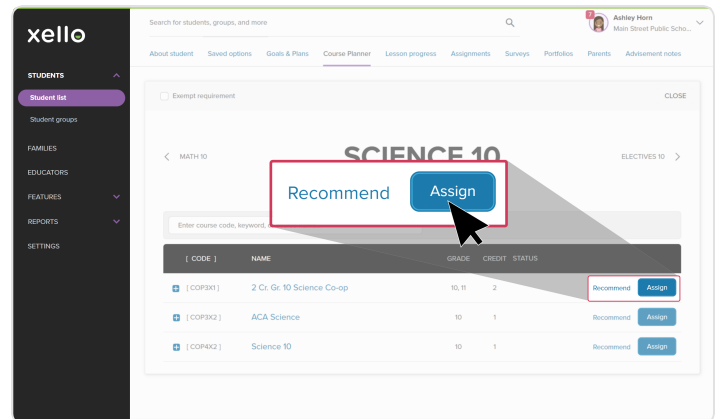 xello
Search for students, groups, and more
7
Ashley Horn
Main Street Public Scho...
About student Saved options Goals & Plans Course Planner Lesson progress Assignments Surveys Portfolios Parents Advisement notes
STUDENTS
Student list
Student groups
FAMILIES
EDUCATORS
FEATURES
REPORTS
SETTINGS
Exempt requirement
CLOSE
MATH 10
SCIENCE 10
ELECTIVES 10
Recommend Assign
Enter course code, keyword,
[ CODE ] NAME GRADE CREDIT STATUS
[ COP3X1 ] 2 Cr. Gr. 10 Science Co-op 10, 11 2 Recommend Assign
[ COP3X2 ] ACA Science 10 1 Recommend Assign
[ COP4X2 ] Science 10 10 1 Recommend Assign